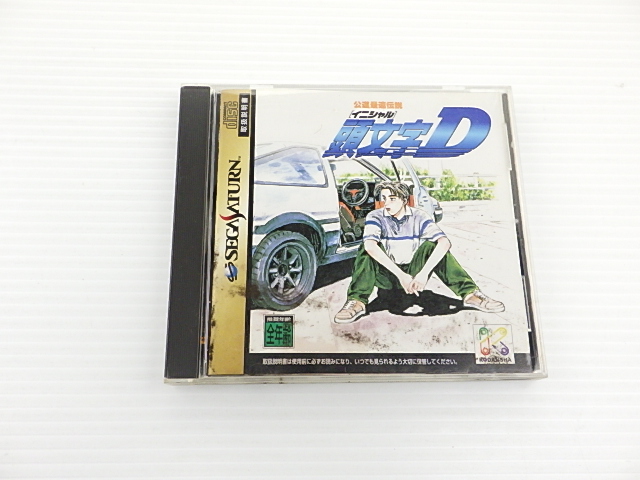 公道最速伝説
イニシャル
頭文字D
disc
取扱説明書
SEGA SATURN
全年齢
KODANSHA
取扱説明書は使用前に必ずお読みになり、いつでも見られるよう大切に保管してください。